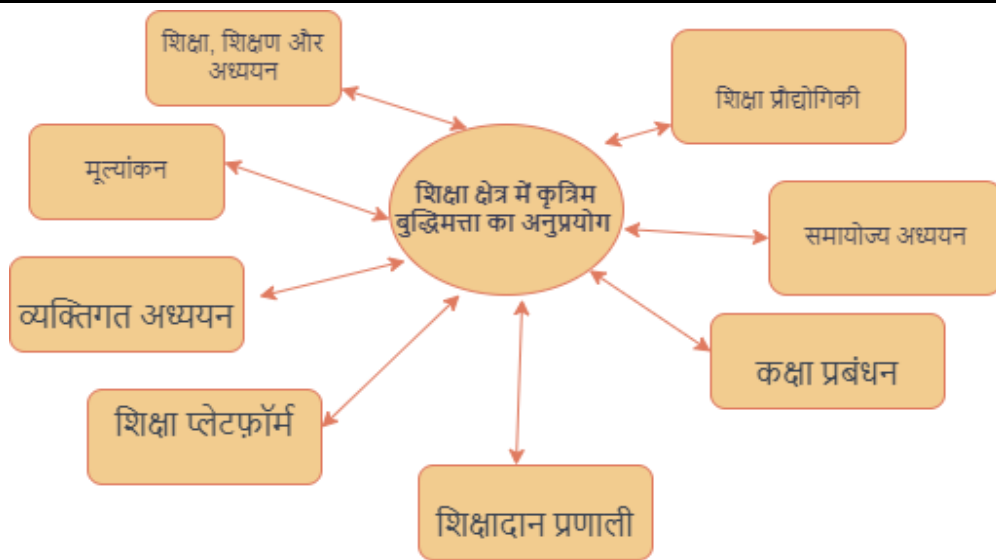 शिक्षा, शिक्षण और
अध्ययन
शिक्षा प्रौद्योगिकी
मूल्यांकन
शिक्षा क्षेत्र में कृत्रिम
बुद्धिमत्ता का अनुप्रयोग
समायोज्य अध्ययन
व्यक्तिगत अध्ययन
कक्षा प्रबंधन
शिक्षा प्लेटफ़ॉर्म
शिक्षादान प्रणाली